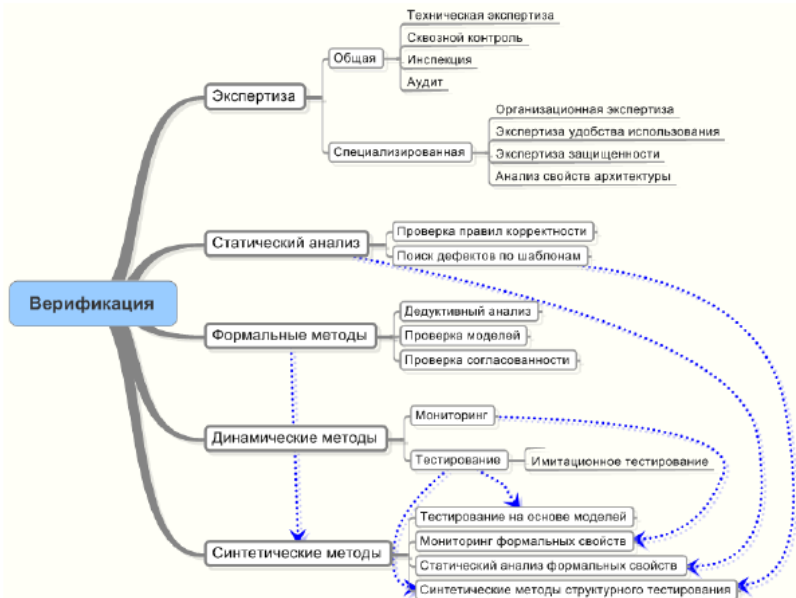 Верификация
Экспертиза
Общая
Техническая экспертиза
Сквозной контроль
Инспекция
Аудит
Специализированная
Организационная экспертиза
Экспертиза удобства использования
Экспертиза защищенности
Анализ свойств архитектуры
Статический анализ
Проверка правил корректности
Поиск дефектов по шаблонам
Формальные методы
Дедуктивный анализ
Проверка моделей
Проверка согласованности
Динамические методы
Мониторинг
Тестирование
Имитационное тестирование
Синтетические методы
Тестирование на основе моделей
Мониторинг формальных свойств
Статический анализ формальных свойств
Синтетические методы структурного тестирования